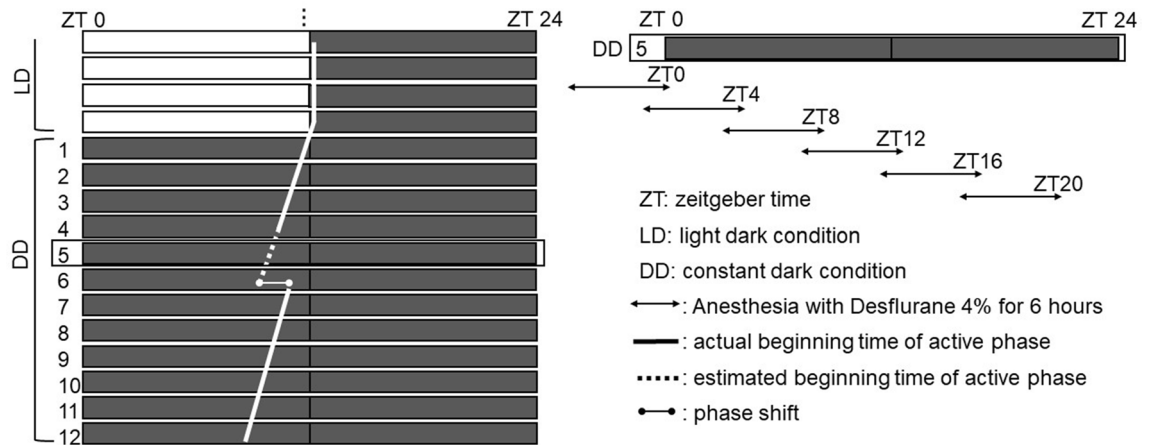 ZT 0
ZT 24
LD
DD
1
2
3
4
5
6
7
8
9
10
11
12
ZT 0
ZT 24
DD 5
ZT0
ZT4
ZT8
ZT12
ZT16
ZT20
ZT: zeitgeber time
LD: light dark condition
DD: constant dark condition
: Anesthesia with Desflurane 4% for 6 hours
: actual beginning time of active phase
: estimated beginning time of active phase
: phase shift